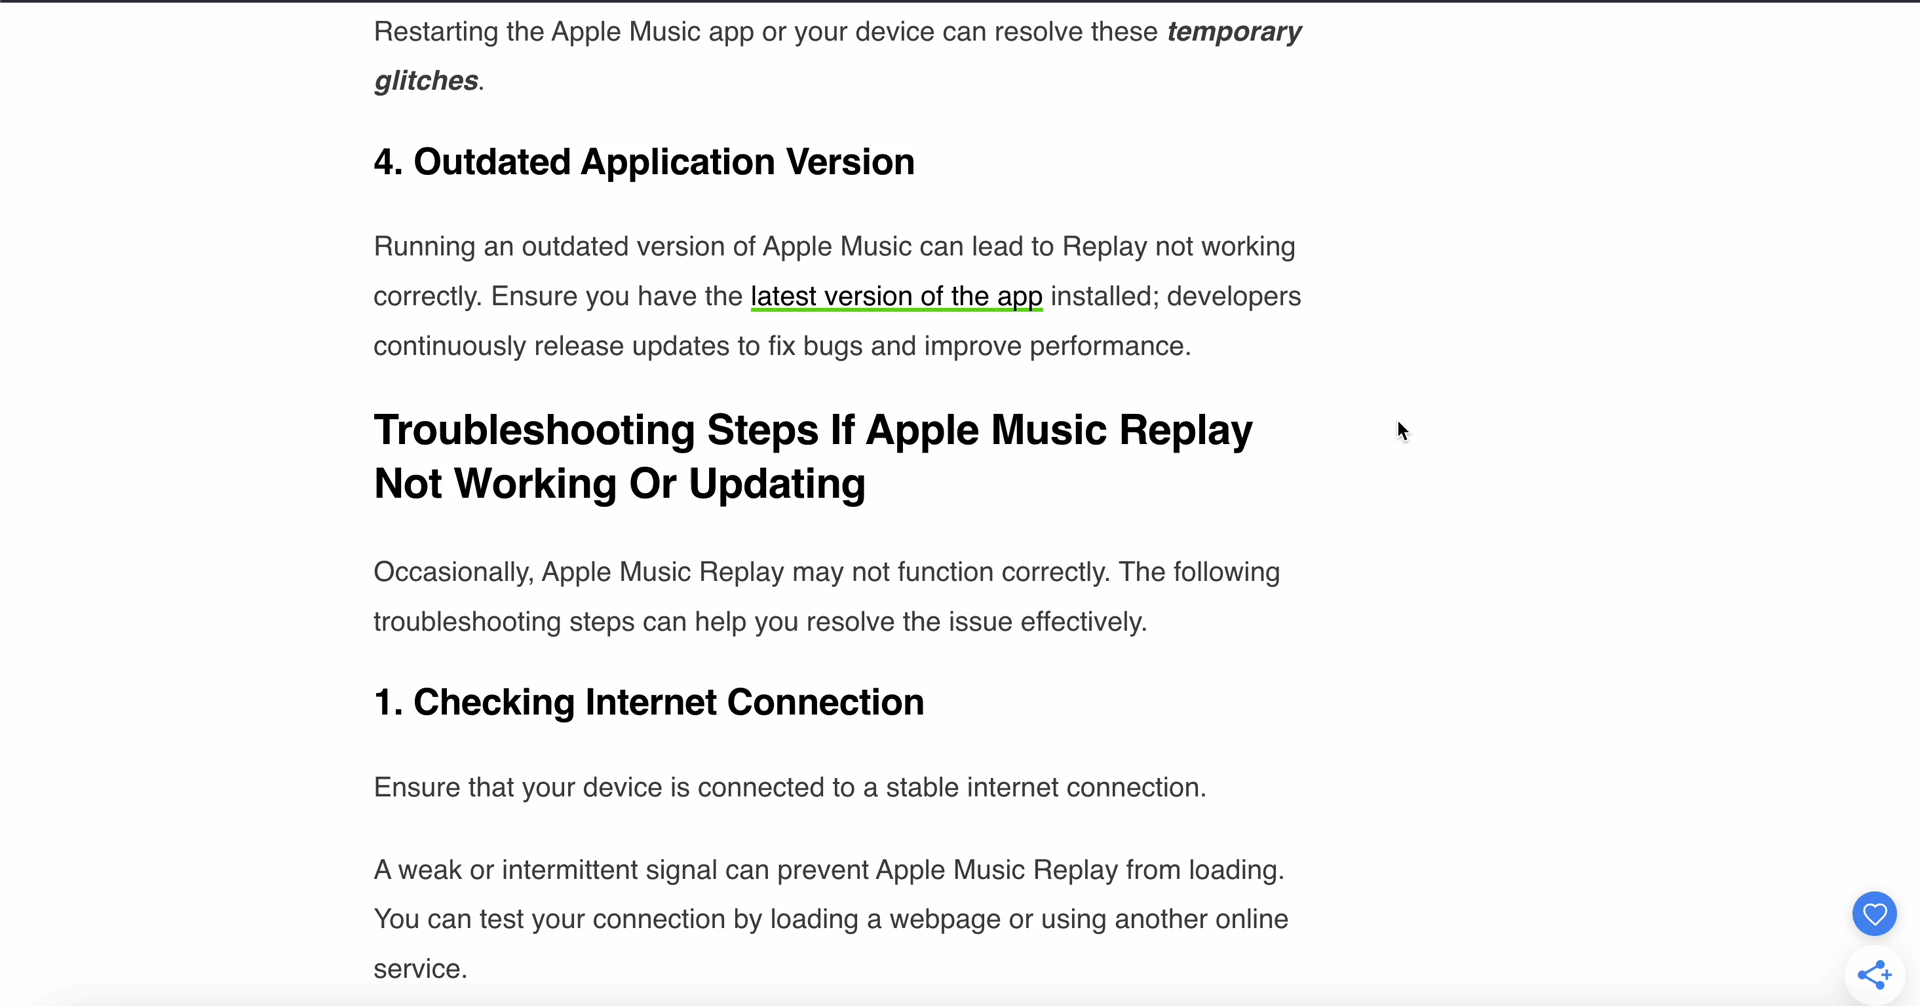 Restarting the Apple Music app or your device can resolve these temporary
glitches.
4. Outdated Application Version
Running an outdated version of Apple Music can lead to Replay not working
correctly. Ensure you have the latest version of the app installed; developers
continuously release updates to fix bugs and improve performance.
Troubleshooting Steps If Apple Music Replay
Not Working Or Updating
Occasionally, Apple Music Replay may not function correctly. The following
troubleshooting steps can help you resolve the issue effectively.
1. Checking Internet Connection
Ensure that your device is connected to a stable internet connection.
A weak or intermittent signal can prevent Apple Music Replay from loading.
You can test your connection by loading a webpage or using another online
service.